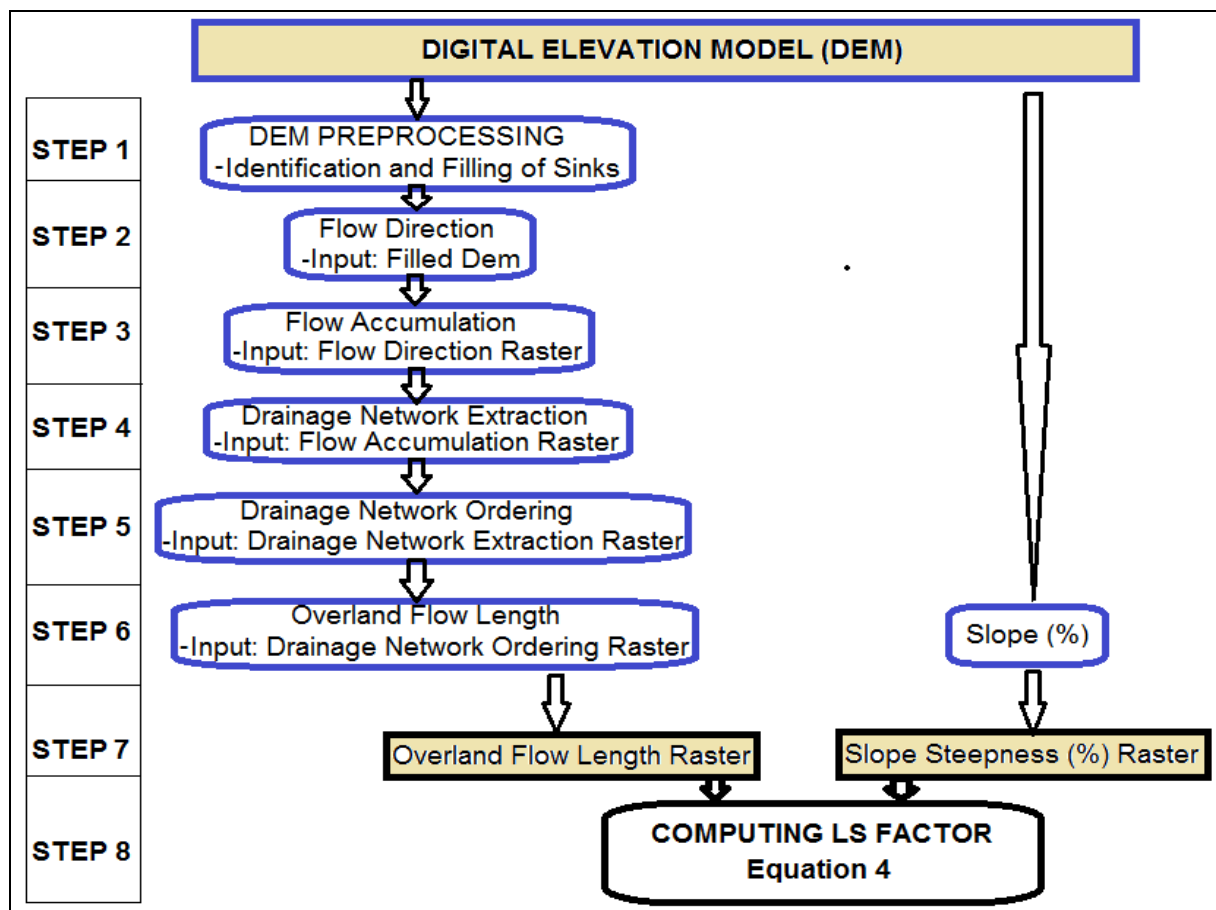 DIGITAL ELEVATION MODEL (DEM)
STEP 1
DEM PREPROCESSING
-Identification and Filling of Sinks
STEP 2
Flow Direction
-Input: Filled Dem
STEP 3
Flow Accumulation
-Input: Flow Direction Raster
STEP 4
Drainage Network Extraction
-Input: Flow Accumulation Raster
STEP 5
Drainage Network Ordering
-Input: Drainage Network Extraction Raster
STEP 6
Overland Flow Length
-Input: Drainage Network Ordering Raster
Slope (%)
STEP 7
Overland Flow Length Raster
Slope Steepness (%) Raster
STEP 8
COMPUTING LS FACTOR
Equation 4